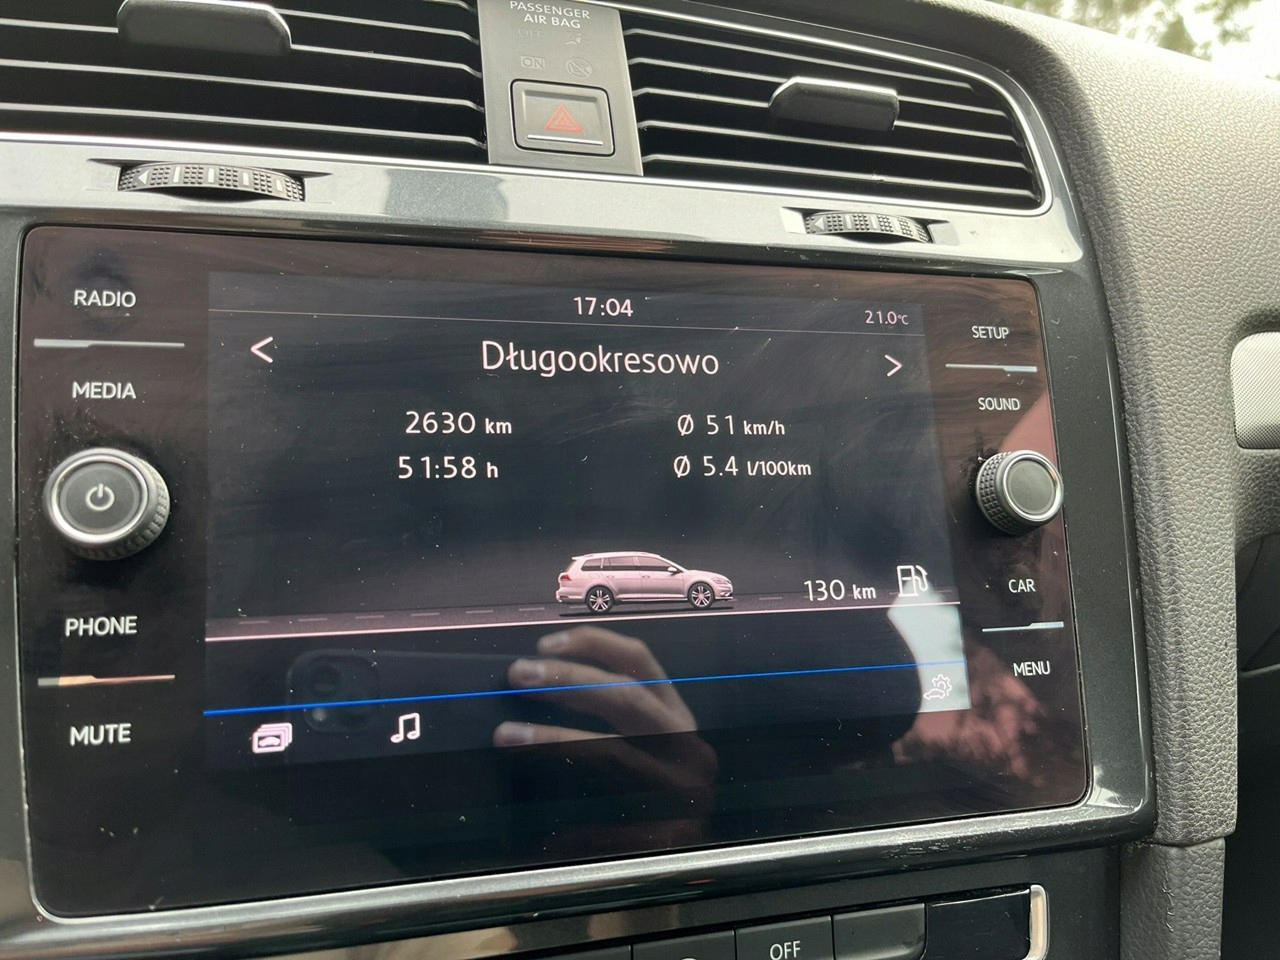 PASSENGER
AIR BAG
OFF
ON
RADIO
MEDIA
PHONE
MUTE
17:04
21.0°C
<
Długookresowo
>
2630 km
Ø 51 km/h
51:58 h
Ø 5.4 l/100km
130 km
SETUP
SOUND
CAR
MENU
OFF